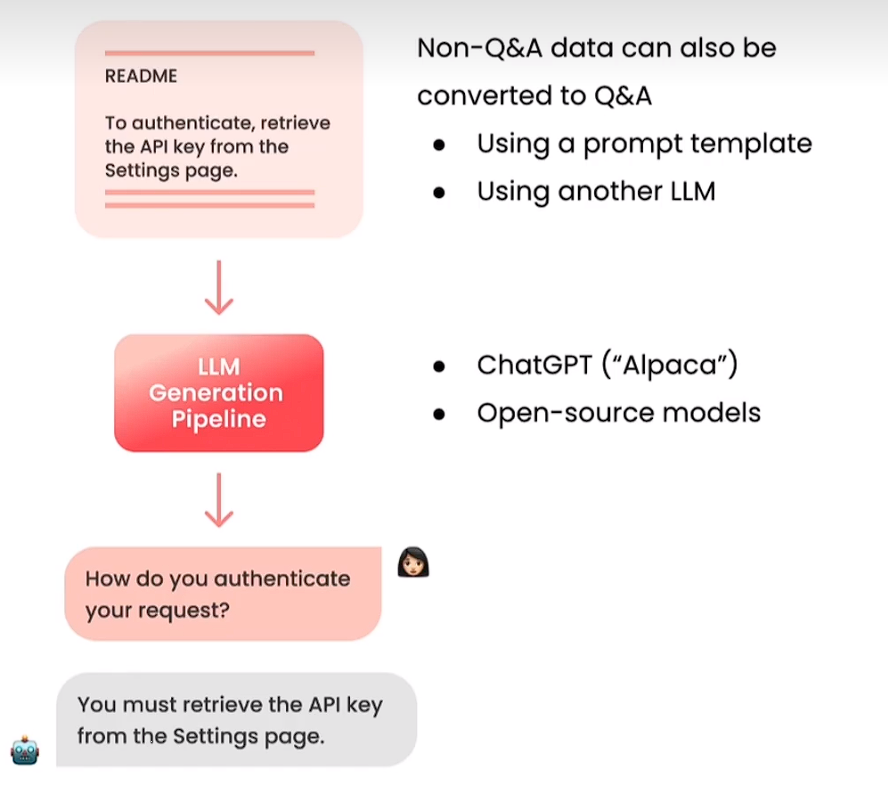 README
To authenticate, retrieve
the API key from the
Settings page.
Non-Q&A data can also be
converted to Q&A
● Using a prompt template
● Using another LLM
LLM
Generation
Pipeline
● ChatGPT (“Alpaca”)
● Open-source models
How do you authenticate
your request?
You must retrieve the API key
from the Settings page.